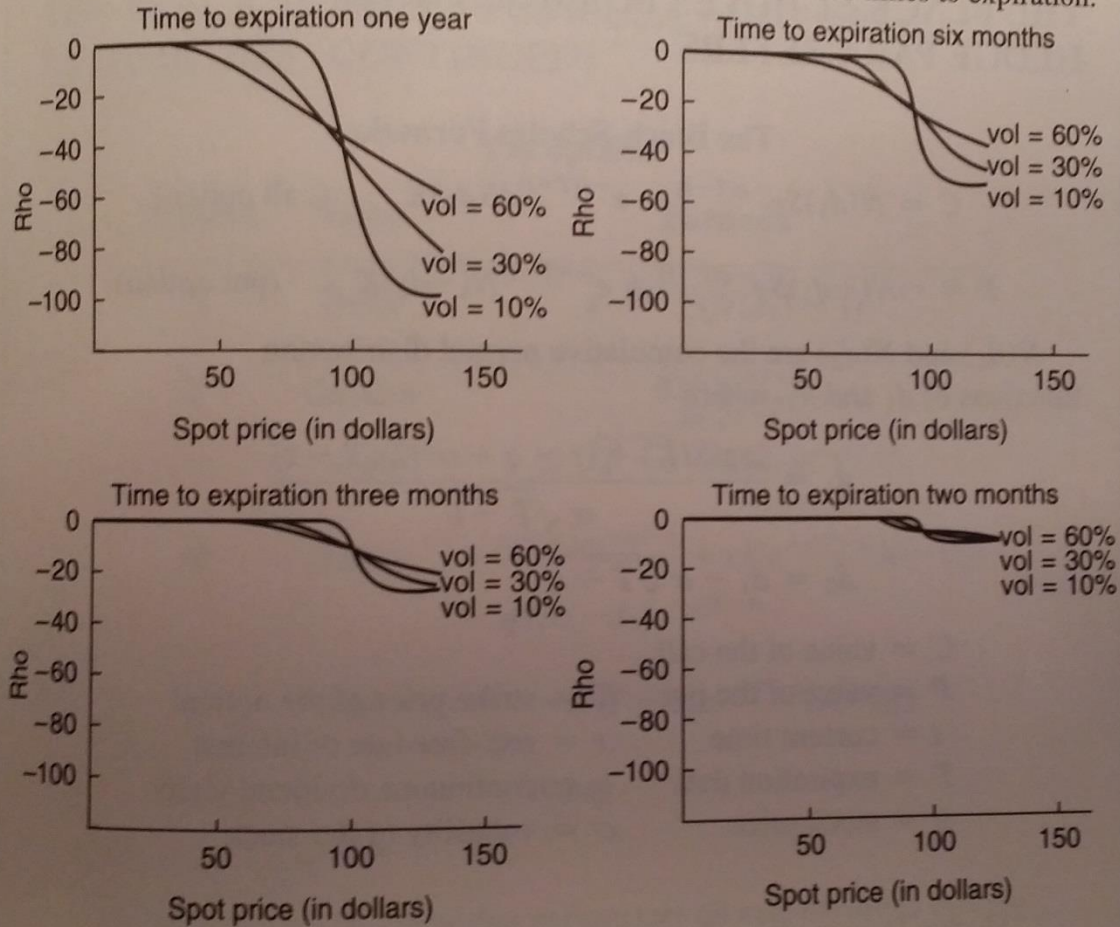 to expiration.
Time to expiration one year
0
−20
−40
−60
−80
−100
Rho
vol = 60%
vol = 30%
vol = 10%
50 100 150
Spot price (in dollars)
Time to expiration six months
0
−20
−40
−60
−80
−100
Rho
vol = 60%
vol = 30%
vol = 10%
50 100 150
Spot price (in dollars)
Time to expiration three months
0
−20
−40
−60
−80
−100
Rho
vol = 60%
vol = 30%
vol = 10%
50 100 150
Spot price (in dollars)
Time to expiration two months
0
−20
−40
−60
−80
−100
Rho
vol = 60%
vol = 30%
vol = 10%
50 100 150
Spot price (in dollars)